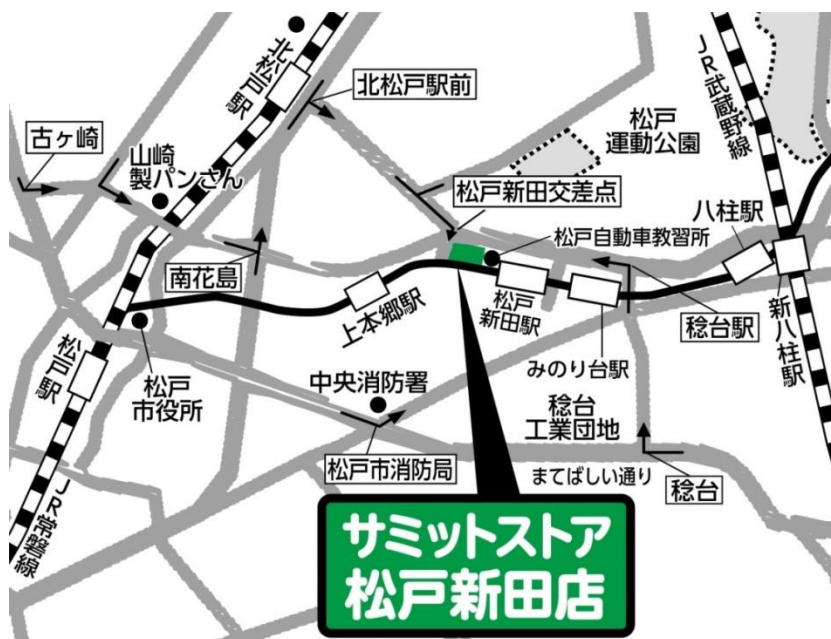 北松戸駅
北松戸駅前
JR武蔵野線
古ヶ崎
山崎
製パンさん
松戸
運動公園
松戸新田交差点
八柱駅
松戸自動車教習所
南花島
上本郷駅
松戸
新田駅
稔台駅
新八柱駅
みのり台駅
松戸駅
松戸
市役所
中央消防署
稔台
工業団地
松戸市消防局
まてばしい通り
稔台
JR常磐線
サミットストア
松戸新田店